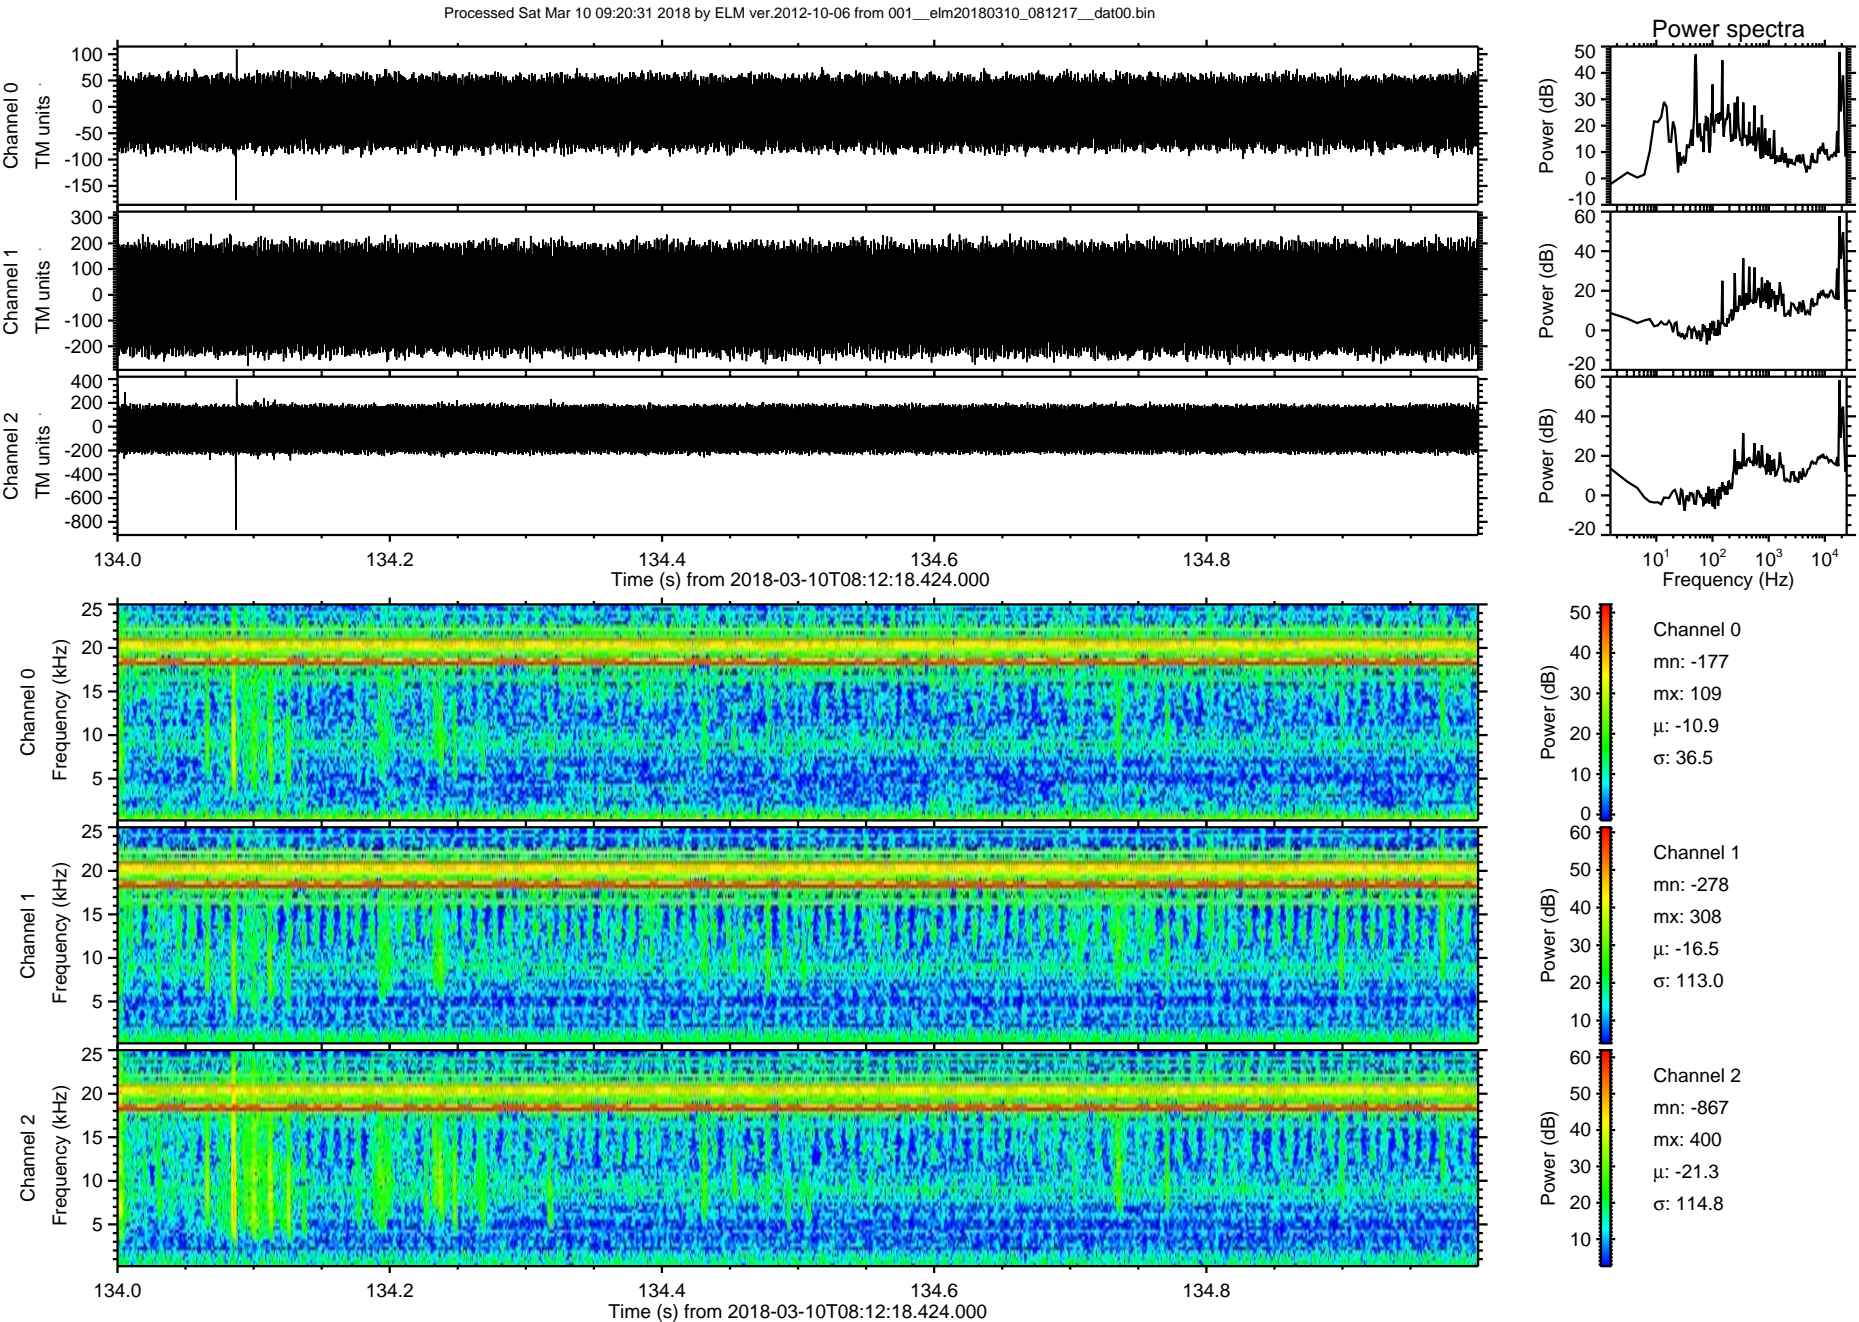 Processed Sat Mar 10 09:20:31 2018 by ELM ver.2012-10-06 from 001__elm20180310_081217__dat00.bin
Power spectra
Channel 0
TM units
100
50
0
-50
-100
-150
Power (dB)
50
40
30
20
10
0
-10
Channel 1
TM units
300
200
100
0
-100
-200
Power (dB)
60
40
20
0
-20
Channel 2
TM units
400
200
0
-200
-400
-600
-800
Power (dB)
60
40
20
0
-20
134.0 134.2 134.4 134.6 134.8
Time (s) from 2018-03-10T08:12:18.424.000
10^1 10^2 10^3 10^4
Frequency (Hz)
Channel 0
Frequency (kHz)
25
20
15
10
5
Power (dB)
50
40
30
20
10
0
Channel 0
mn: -177
mx: 109
μ: -10.9
σ: 36.5
Channel 1
Frequency (kHz)
25
20
15
10
5
Power (dB)
60
50
40
30
20
10
Channel 1
mn: -278
mx: 308
μ: -16.5
σ: 113.0
Channel 2
Frequency (kHz)
25
20
15
10
5
Power (dB)
60
50
40
30
20
10
Channel 2
mn: -867
mx: 400
μ: -21.3
σ: 114.8
134.0 134.2 134.4 134.6 134.8
Time (s) from 2018-03-10T08:12:18.424.000